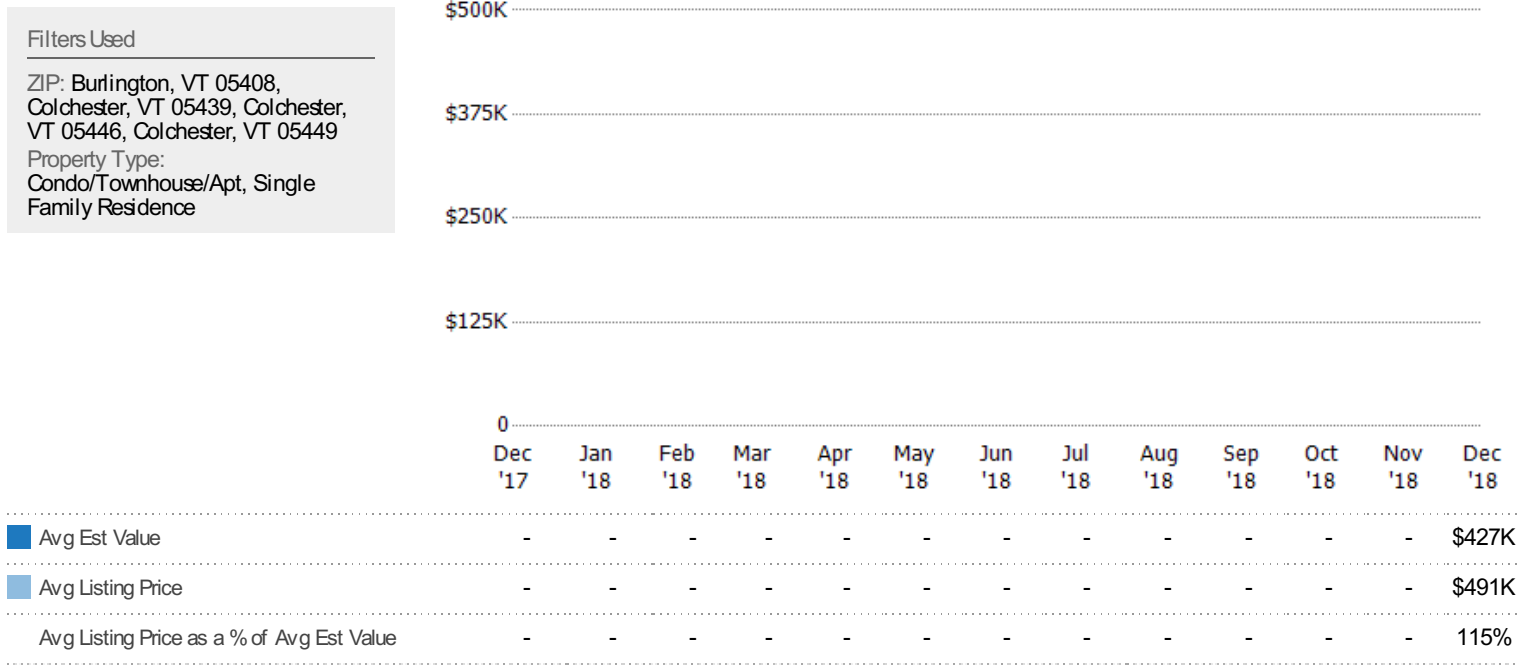 Filters Used
ZIP: Burlington, VT 05408,
Colchester, VT 05439, Colchester,
VT 05446, Colchester, VT 05449
Property Type:
Condo/Townhouse/Apt, Single
Family Residence
$500K
$375K
$250K
$125K
0
Dec Jan Feb Mar Apr May Jun Jul Aug Sep Oct Nov Dec
'17 '18 '18 '18 '18 '18 '18 '18 '18 '18 '18 '18 '18
Avg Est Value - - - - - - - - - - - - $427K
Avg Listing Price - - - - - - - - - - - - $491K
Avg Listing Price as a % of Avg Est Value - - - - - - - - - - - - 115%